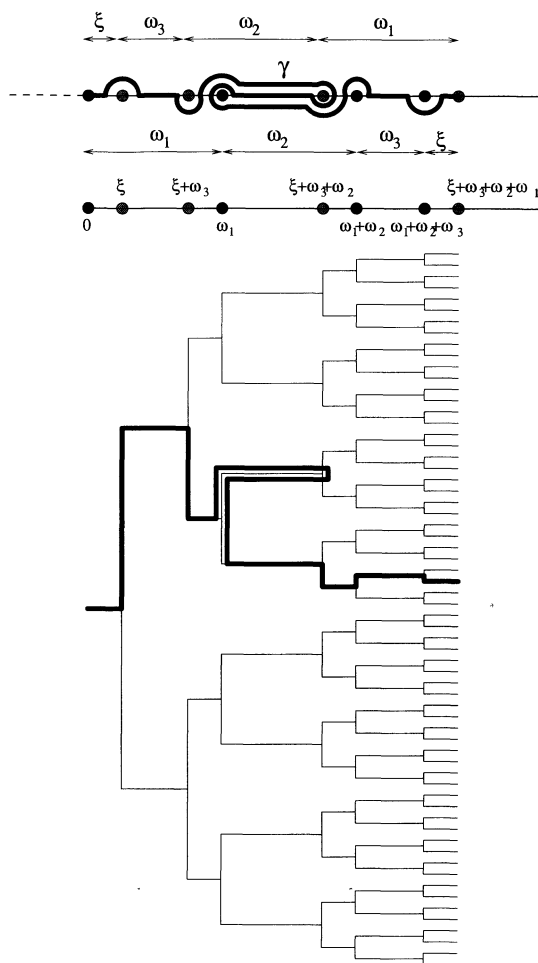 ξ ω₃ ω₂ ω₁
γ
ω₁ ω₂ ω₃ ξ
ξ ξ+ω₃ ξ+ω₃+ω₂ ξ+ω₃+ω₂+ω₁
0 ω₁ ω₁+ω₂ ω₁+ω₂+ω₃